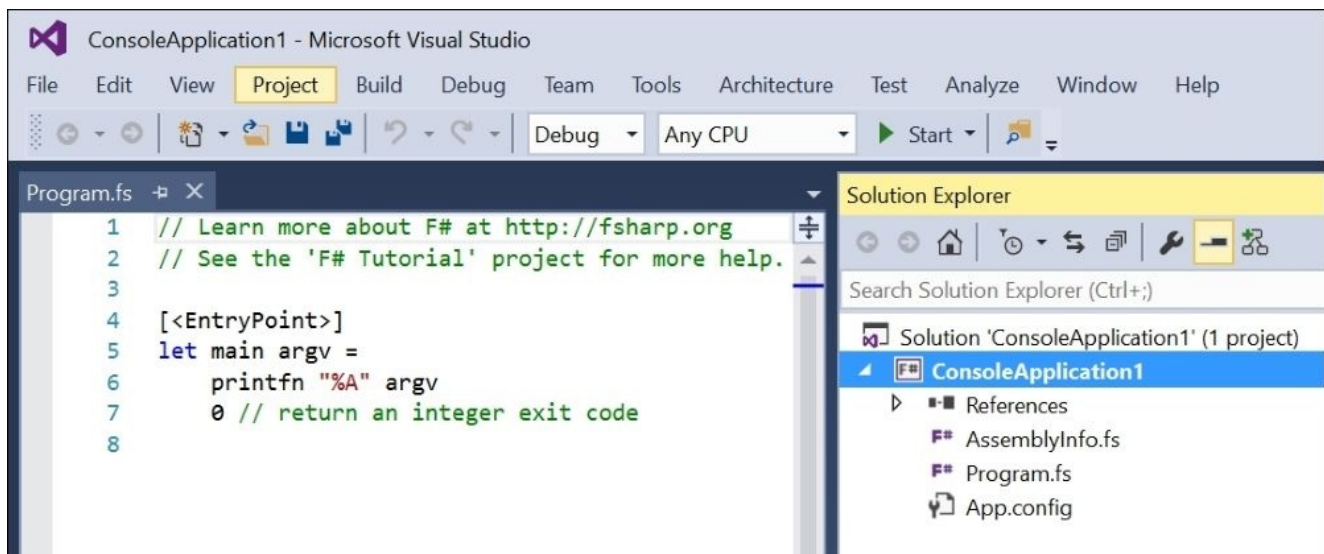 ConsoleApplication1 - Microsoft Visual Studio
File Edit View Project Build Debug Team Tools Architecture Test Analyze Window Help
Debug Any CPU Start
Program.fs
1 // Learn more about F# at http://fsharp.org
2 // See the 'F# Tutorial' project for more help.
3
4 [<EntryPoint>]
5 let main argv =
6 printfn "%A" argv
7 0 // return an integer exit code
8
Solution Explorer
Search Solution Explorer (Ctrl+;)
Solution 'ConsoleApplication1' (1 project)
F# ConsoleApplication1
References
F# AssemblyInfo.fs
F# Program.fs
App.config